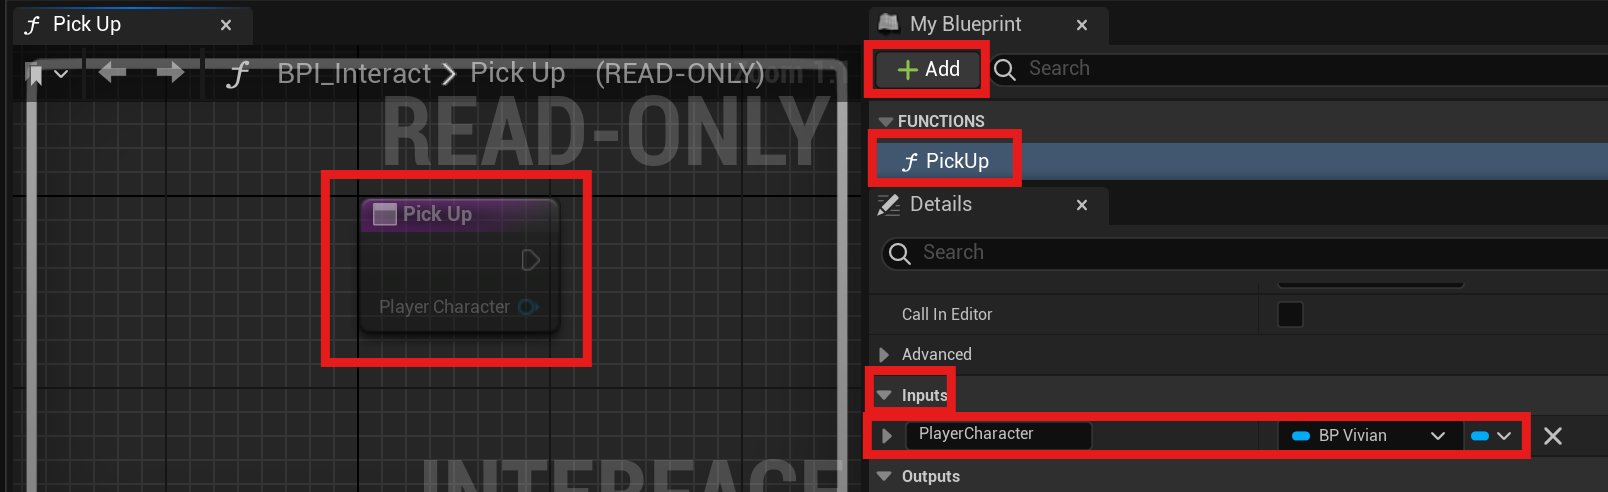 Pick Up
BPI_Interact > Pick Up (READ-ONLY)
READ-ONLY
Pick Up
Player Character
INTERFACE
My Blueprint
Add
Search
FUNCTIONS
PickUp
Details
Search
Call In Editor
Advanced
Inputs
PlayerCharacter BP Vivian
Outputs